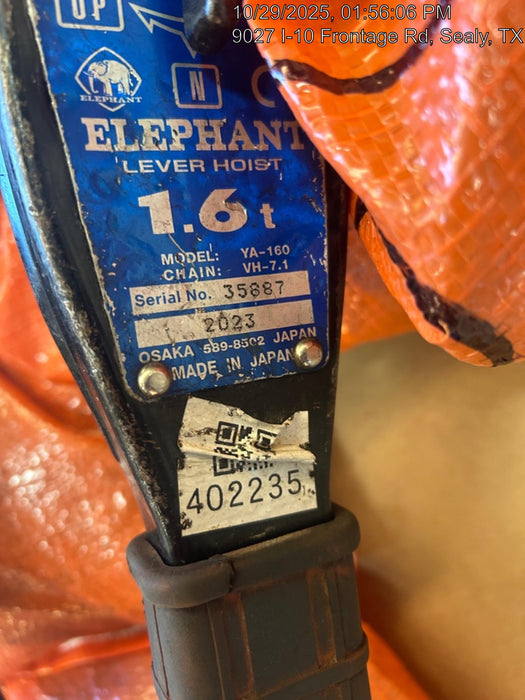 10/29/2025, 01:56:06 PM
9027 I-10 Frontage Rd, Sealy, TX
UP
N
ELEPHANT
ELEPHANT
LEVER HOIST
1.6 t
MODEL: YA-160
CHAIN: VH-7.1
Serial No. 35887
2023
OSAKA 589-8502 JAPAN
MADE IN JAPAN
402235